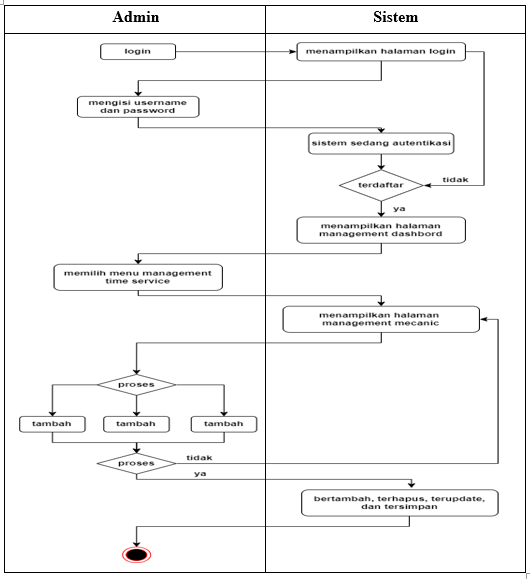 Admin
Sistem
login
menampilkan halaman login
mengisi username
dan password
sistem sedang autentikasi
terdaftar
tidak
ya
menampilkan halaman
management dashbord
memilih menu management
time service
menampilkan halaman
management mecanic
proses
tambah
tambah
tambah
proses
tidak
ya
bertambah, terhapus, terupdate,
dan tersimpan